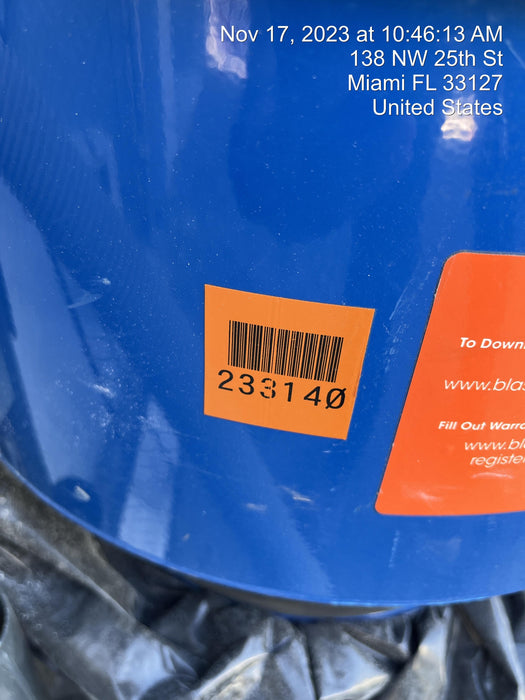 Nov 17, 2023 at 10:46:13 AM
138 NW 25th St
Miami FL 33127
United States
233140
To Down
www.blas
Fill Out Warra
www.bl
registe